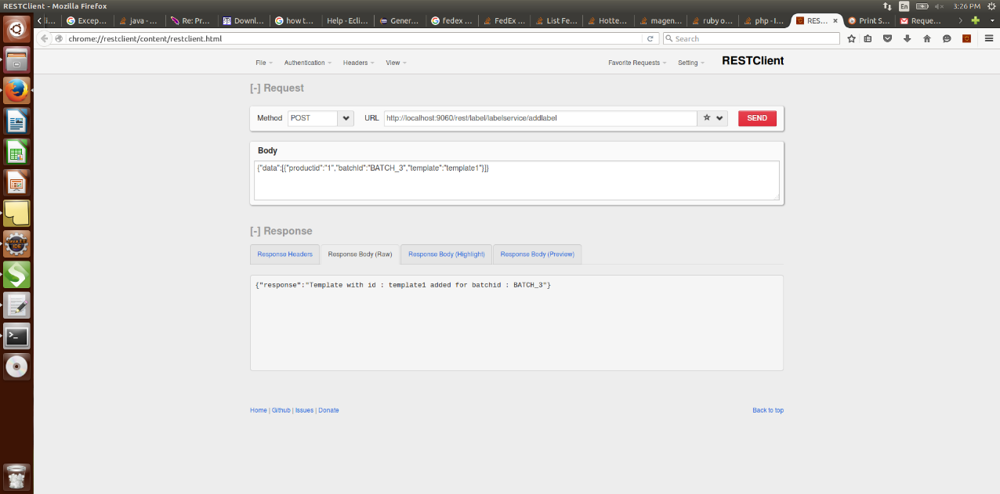 RESTClient - Mozilla Firefox
En
3:26 PM
i...
Excep...
java -...
Re: Pr...
Downl...
how t...
Help - Ecli...
Gener...
fedex ...
FedEx ...
List Fe...
Hotte...
magen...
ruby o...
php - I...
RES...
Print S...
Reque...
chrome://restclient/content/restclient.html
Search
File
Authentication
Headers
View
Favorite Requests
Setting
RESTClient
[-] Request
Method
POST
URL
http://localhost:9060/rest/label/labelservice/addlabel
SEND
Body
{"data":[{"productid":"1","batchId":"BATCH_3","template":"template1"}]}
[-] Response
Response Headers
Response Body (Raw)
Response Body (Highlight)
Response Body (Preview)
{"response":"Template with id : template1 added for batchid : BATCH_3"}
Home | Github | Issues | Donate
Back to top